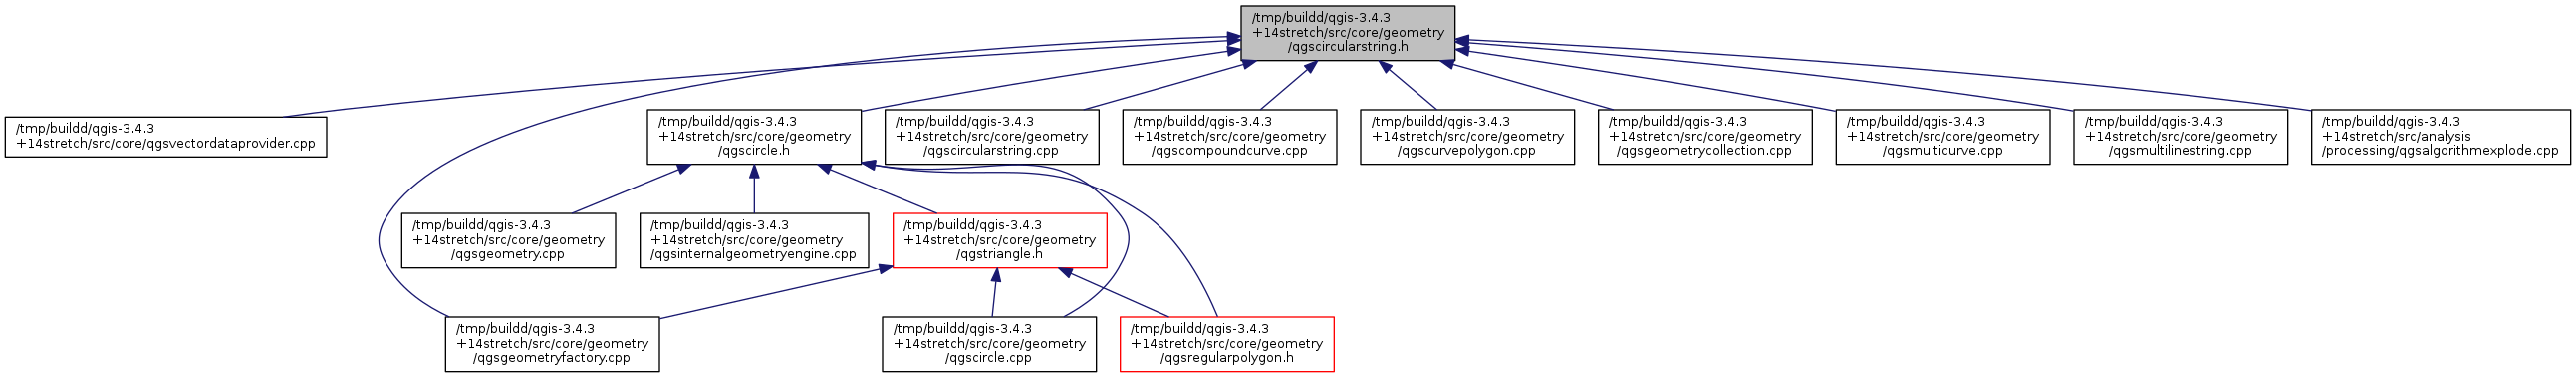 /tmp/buildd/qgis-3.4.3
+14stretch/src/core/geometry
/qgscircularstring.h
/tmp/buildd/qgis-3.4.3
+14stretch/src/core/qgsvectordataprovider.cpp
/tmp/buildd/qgis-3.4.3
+14stretch/src/core/geometry
/qgscircle.h
/tmp/buildd/qgis-3.4.3
+14stretch/src/core/geometry
/qgscircularstring.cpp
/tmp/buildd/qgis-3.4.3
+14stretch/src/core/geometry
/qgscompoundcurve.cpp
/tmp/buildd/qgis-3.4.3
+14stretch/src/core/geometry
/qgscurvepolygon.cpp
/tmp/buildd/qgis-3.4.3
+14stretch/src/core/geometry
/qgsgeometrycollection.cpp
/tmp/buildd/qgis-3.4.3
+14stretch/src/core/geometry
/qgsmulticurve.cpp
/tmp/buildd/qgis-3.4.3
+14stretch/src/core/geometry
/qgsmultilinestring.cpp
/tmp/buildd/qgis-3.4.3
+14stretch/src/analysis
/processing/qgsalgorithmexplode.cpp
/tmp/buildd/qgis-3.4.3
+14stretch/src/core/geometry
/qgsgeometry.cpp
/tmp/buildd/qgis-3.4.3
+14stretch/src/core/geometry
/qgsinternalgeometryengine.cpp
/tmp/buildd/qgis-3.4.3
+14stretch/src/core/geometry
/qgstriangle.h
/tmp/buildd/qgis-3.4.3
+14stretch/src/core/geometry
/qgsgeometryfactory.cpp
/tmp/buildd/qgis-3.4.3
+14stretch/src/core/geometry
/qgscircle.cpp
/tmp/buildd/qgis-3.4.3
+14stretch/src/core/geometry
/qgsregularpolygon.h